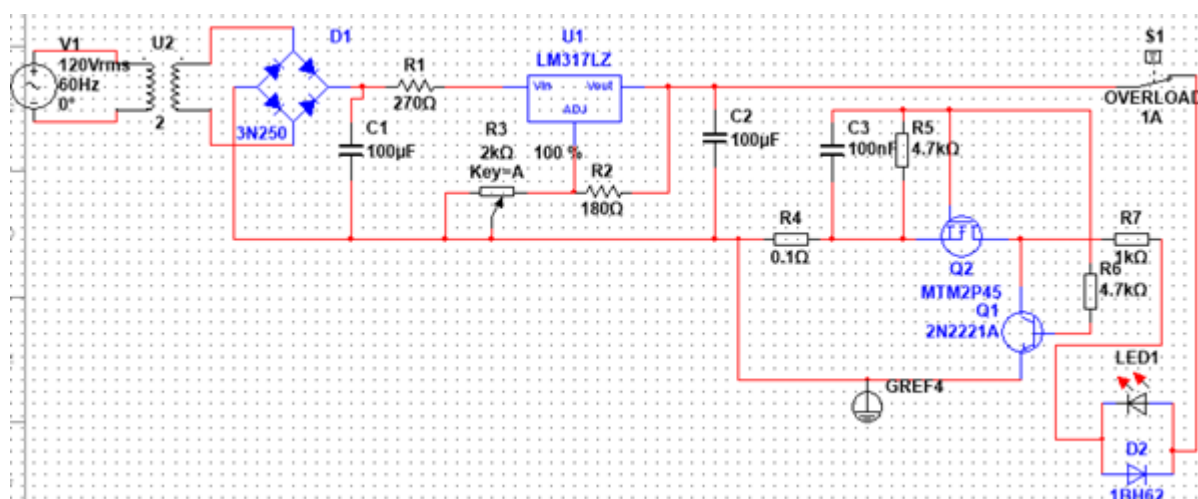 V1
120Vrms
60Hz
0°
U2
2
D1
3N250
R1
270Ω
C1
100µF
U1
LM317LZ
Vin
Vout
ADJ
R3
2kΩ
Key=A
100 %
R2
180Ω
C2
100µF
C3
100nF
R5
4.7kΩ
S1
OVERLOAD
1A
R4
0.1Ω
Q2
MTM2P45
Q1
2N2221A
R7
1kΩ
R6
4.7kΩ
GREF4
LED1
D2
1BH62